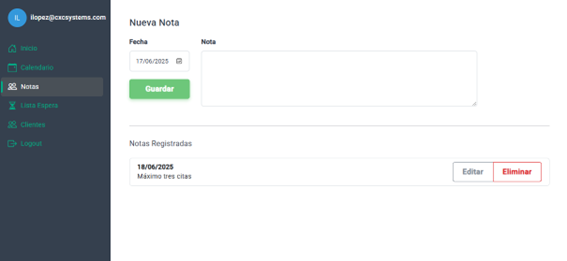 IL
ilopez@cxcsystems.com
Inicio
Calendario
Notas
Lista Espera
Clientes
Logout
Nueva Nota
Fecha
Nota
17/06/2025
Guardar
Notas Registradas
18/06/2025
Máximo tres citas
Editar
Eliminar